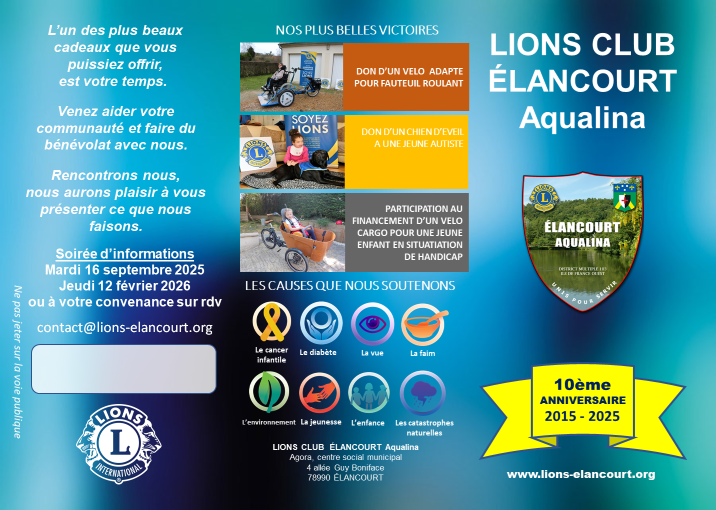 L'un des plus beaux
cadeaux que vous
puissiez offrir,
est votre temps.
Venez aider votre
communauté et faire du
bénévolat avec nous.
Rencontrons nous,
nous aurons plaisir à vous
présenter ce que nous
faisons.
Soirée d'informations
Mardi 16 septembre 2025
Jeudi 12 février 2026
ou à votre convenance sur rdv
contact@lions-elancourt.org
Ne pas jeter sur la voie publique
LIONS
L
INTERNATIONAL
NOS PLUS BELLES VICTOIRES
DON D'UN VELO ADAPTE
POUR FAUTEUIL ROULANT
SOYEZ
LIONS
DON D'UN CHIEN D'EVEIL
A UNE JEUNE AUTISTE
PARTICIPATION AU
FINANCEMENT D'UN VELO
CARGO POUR UNE JEUNE
ENFANT EN SITUATIATION
DE HANDICAP
LES CAUSES QUE NOUS SOUTENONS
Le cancer
infantile
Le diabète
La vue
La faim
L'environnement
La jeunesse
L'enfance
Les catastrophes
naturelles
LIONS CLUB ÉLANCOURT Aqualina
Agora, centre social municipal
4 allée Guy Boniface
78990 ÉLANCOURT
LIONS CLUB
ÉLANCOURT
Aqualina
ÉLANCOURT
AQUALINA
DISTRICT MULTIPLE 103
ILE DE FRANCE OUEST
UNIS POUR SERVIR
10ème
ANNIVERSAIRE
2015 - 2025
www.lions-elancourt.org